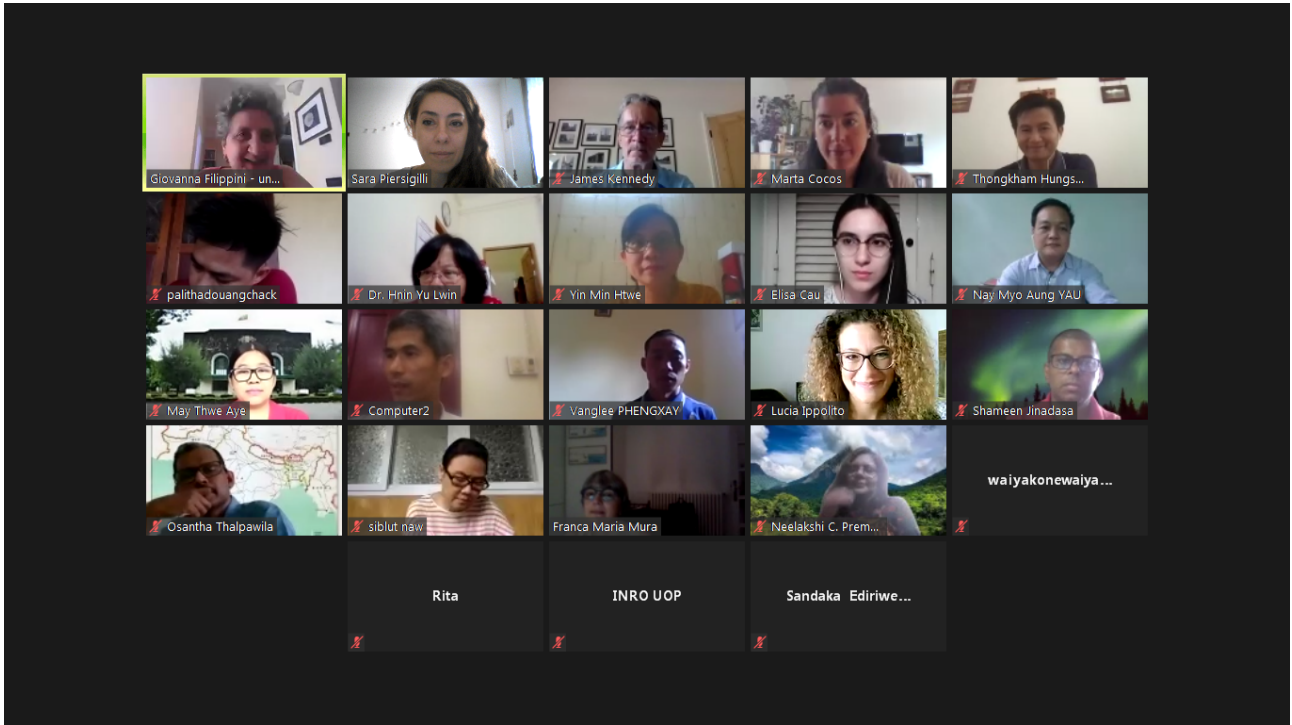 Giovanna Filippini - un...
Sara Piersigilli
James Kennedy
Marta Cocos
Thongkham Hungs...
palithadouangchack
Dr. Hnin Yu Lwin
Yin Min Htwe
Elisa Cau
Nay Myo Aung YAU
May Thwe Aye
Computer2
Vanglee PHENGXAY
Lucia Ippolito
Shameen Jinadasa
Osantha Thalpawila
siblut naw
Franca Maria Mura
Neelakshi C. Prem...
waiyakonewaiya...
Rita
INRO UOP
Sandaka Ediriwe...